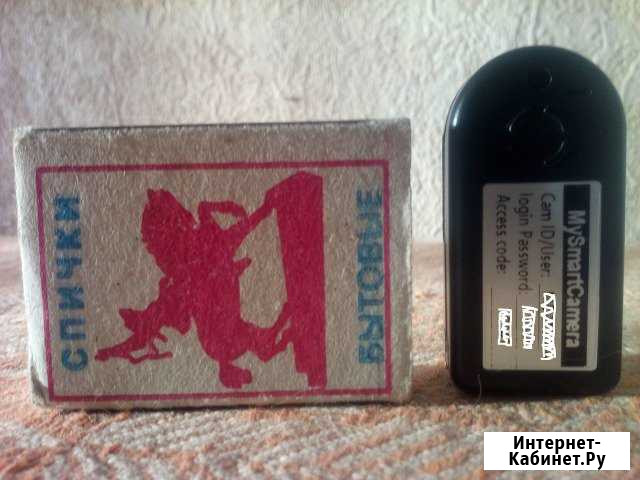 СПИЧКИ
БЫТОВЫЕ
MySmartCamera
Cam ID/User:
login Password:
Access code:
Интернет-
Кабинет.Ру